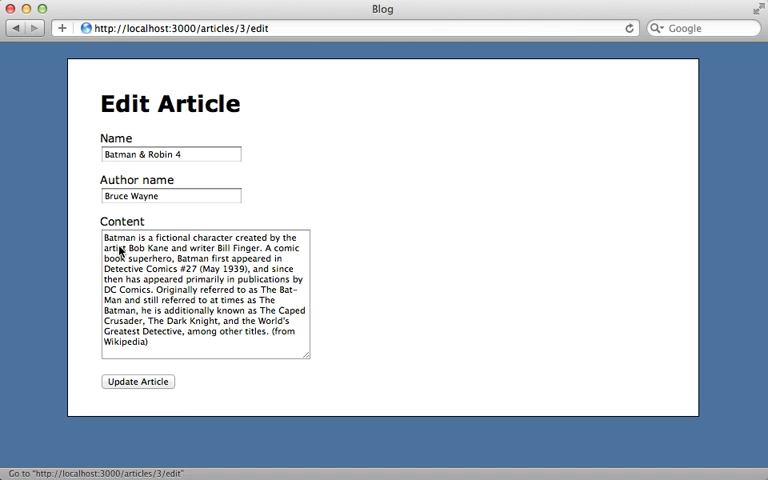 Blog
http://localhost:3000/articles/3/edit
Google
Edit Article
Name
Batman & Robin 4
Author name
Bruce Wayne
Content
Batman is a fictional character created by the
artist Bob Kane and writer Bill Finger. A comic
book superhero, Batman first appeared in
Detective Comics #27 (May 1939), and since
then has appeared primarily in publications by
DC Comics. Originally referred to as The Bat-
Man and still referred to at times as The
Batman, he is additionally known as The Caped
Crusader, The Dark Knight, and the World's
Greatest Detective, among other titles. (from
Wikipedia)
Update Article
Go to "http://localhost:3000/articles/3/edit"